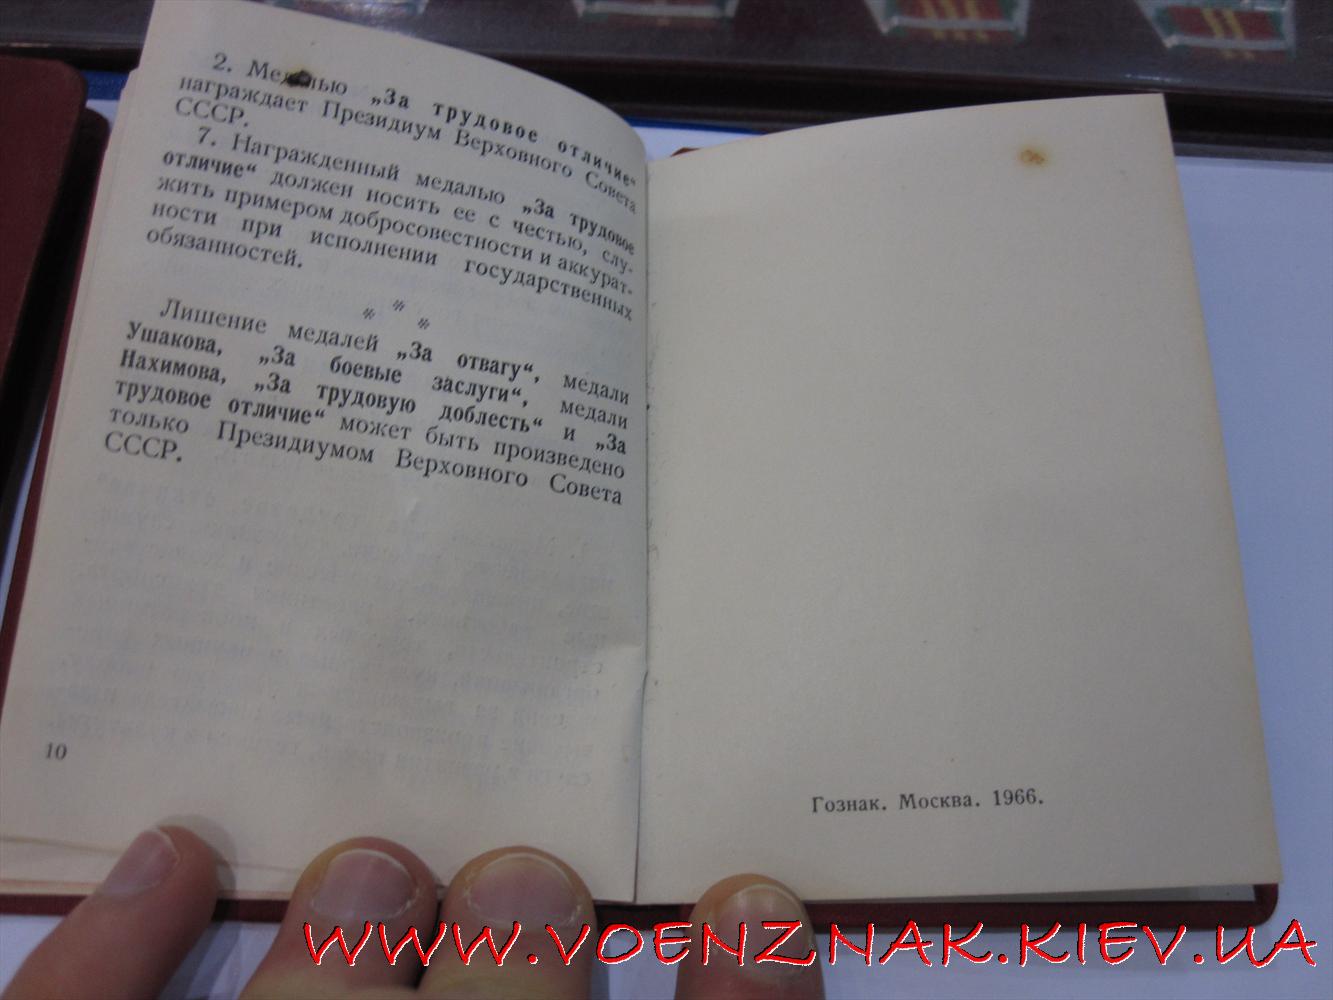 2. Медалью „За трудовое отличие“
награждает Президиум Верховного Совета
СССР.
7. Награжденный медалью „За трудовое
отличие“ должен носить ее с честью, слу-
жить примером добросовестности и аккурат-
ности при исполнении государственных
обязанностей.
* * *
Лишение медалей „За отвагу“, медали
Ушакова, „За боевые заслуги“, медали
Нахимова, „За трудовую доблесть“ и „За
трудовое отличие“ может быть произведено
только Президиумом Верховного Совета
СССР.
10
Гознак. Москва. 1966.
WWW.VOENZNAK.KIEV.UA